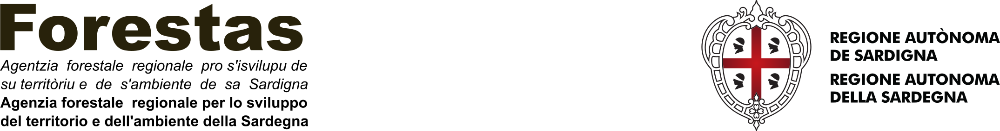 Forestas
Agentzia forestale regionale pro s'isvilupu de
su territòriu e de s'ambiente de sa Sardigna
Agenzia forestale regionale per lo sviluppo
del territorio e dell'ambiente della Sardegna
REGIONE AUTÒNOMA
DE SARDIGNA
REGIONE AUTONOMA
DELLA SARDEGNA